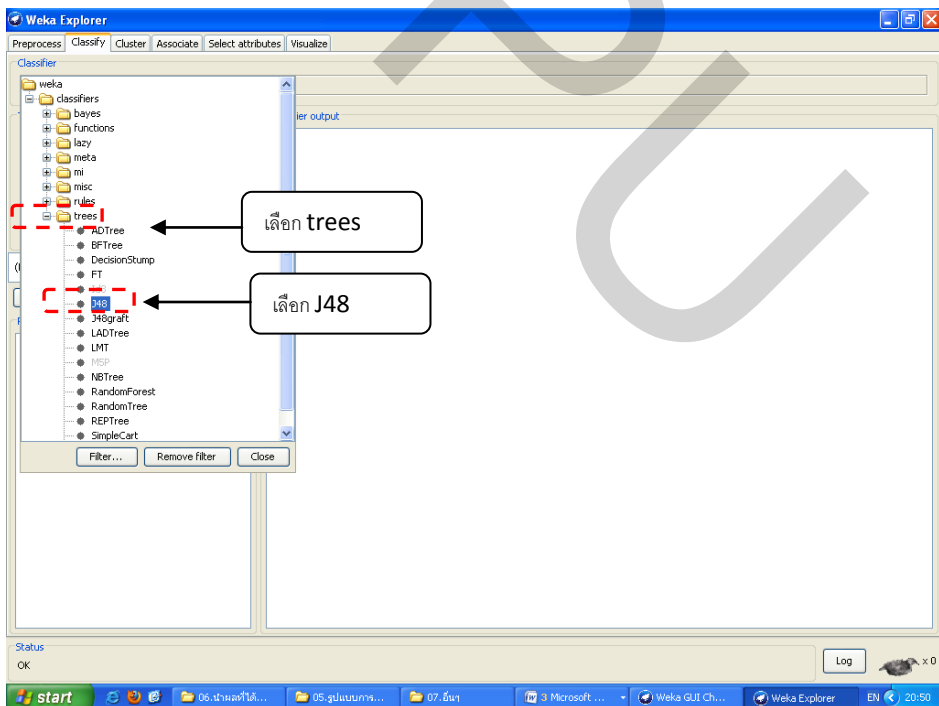 Weka Explorer
Preprocess Classify Cluster Associate Select attributes Visualize
Classifier
weka
classifiers
bayes
ier output
functions
lazy
meta
mi
misc
rules
trees
เลือก trees
ADTree
BFTree
DecisionStump
FT
J48
เลือก J48
J48graft
LADTree
LMT
M5P
NBTree
RandomForest
RandomTree
REPTree
SimpleCart
Filter... Remove filter Close
Status
OK
Log
x 0
start
06.นำผลที่ได้...
05.รูปแบบการ...
07.อื่นๆ
3 Microsoft ...
Weka GUI Ch...
Weka Explorer
EN
20:50